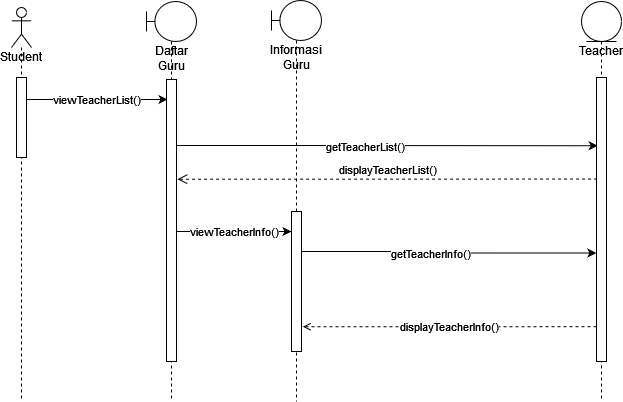 Student
Daftar
Guru
Informasi
Guru
Teacher
viewTeacherList()
getTeacherList()
displayTeacherList()
viewTeacherInfo()
getTeacherInfo()
displayTeacherInfo()